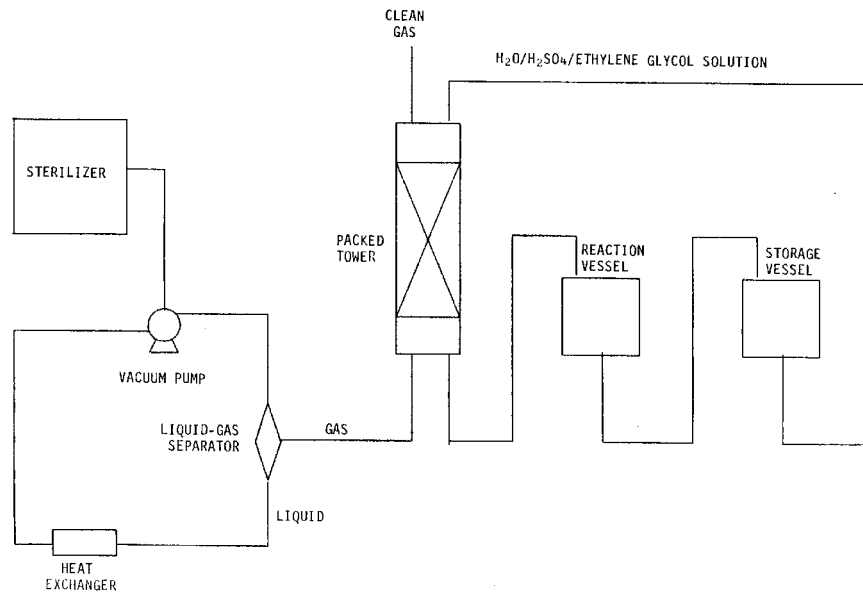 CLEAN
GAS
H₂O/H₂SO₄/ETHYLENE GLYCOL SOLUTION
STERILIZER
PACKED
TOWER
REACTION
VESSEL
STORAGE
VESSEL
VACUUM PUMP
LIQUID-GAS
SEPARATOR
GAS
LIQUID
HEAT
EXCHANGER